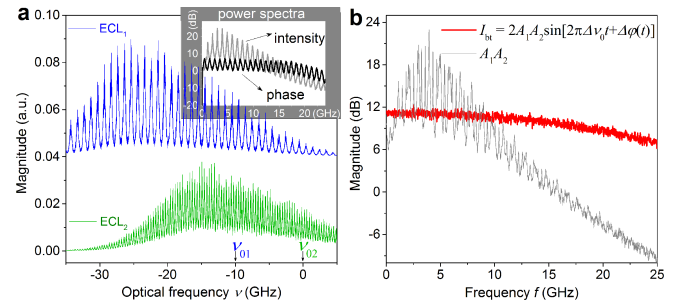 a
ECL1
power spectra
(dB)
20
10
0
-10
-20
intensity
phase
0 5 10 15 20 (GHz)
0.10
0.08
0.06
0.04
0.02
0.00
Magnitude (a.u.)
ECL2
ν01
ν02
-30 -20 -10 0
Optical frequency ν (GHz)
b
Ibt = 2A1A2sin[2πΔν0t+Δφ(t)]
A1A2
24
18
12
6
0
-6
Magnitude (dB)
0 5 10 15 20 25
Frequency f (GHz)